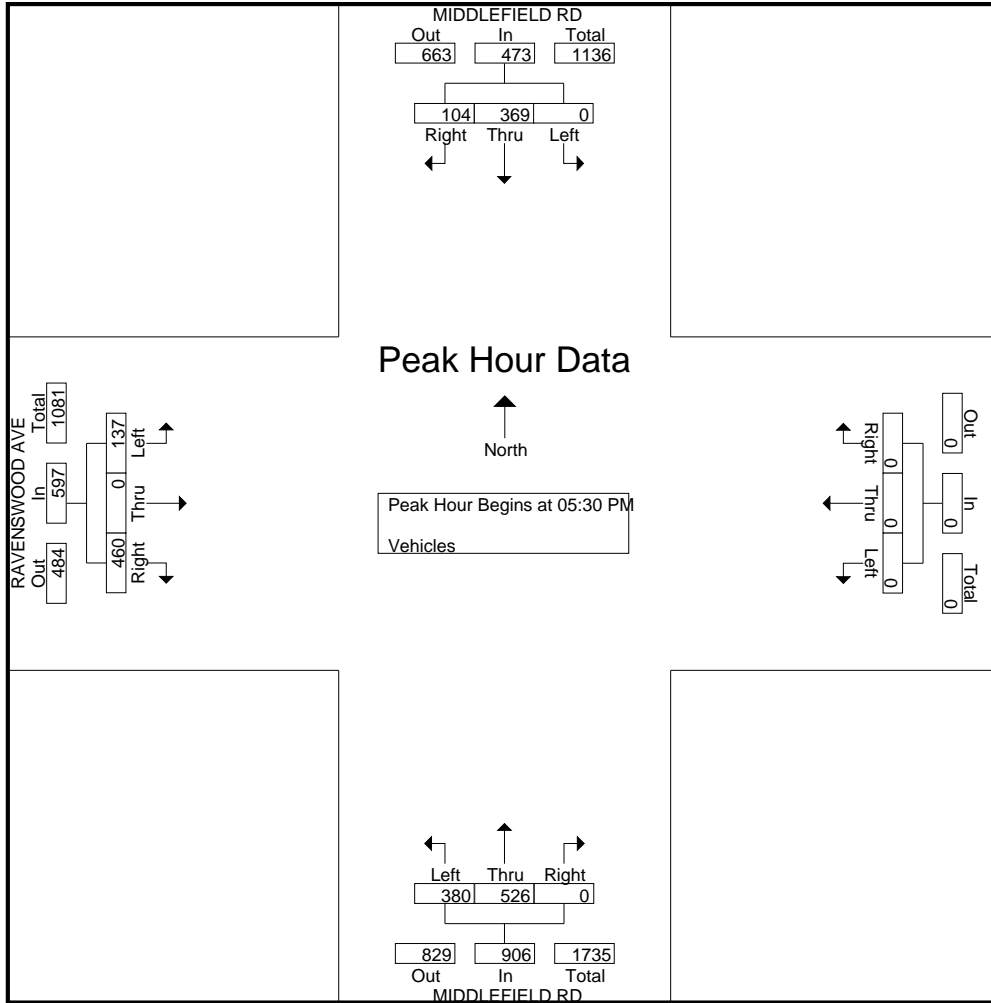 MIDDLEFIELD RD
Out In Total
663 473 1136
104 369 0
Right Thru Left
Peak Hour Data
North
Peak Hour Begins at 05:30 PM
Vehicles
RAVENSWOOD AVE
Total In Out
1081 597 484
137 0 460
Left Thru Right
Out In Total
0 0 0
Right Thru Left
0 0 0
Left Thru Right
380 526 0
829 906 1735
Out In Total
MIDDLEFIELD RD